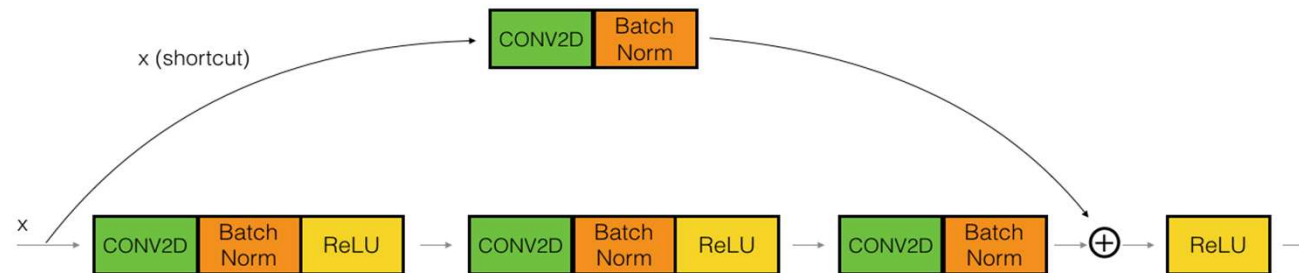 CONV2D
Batch
Norm
x (shortcut)
x
CONV2D
Batch
Norm
ReLU
CONV2D
Batch
Norm
ReLU
CONV2D
Batch
Norm
ReLU